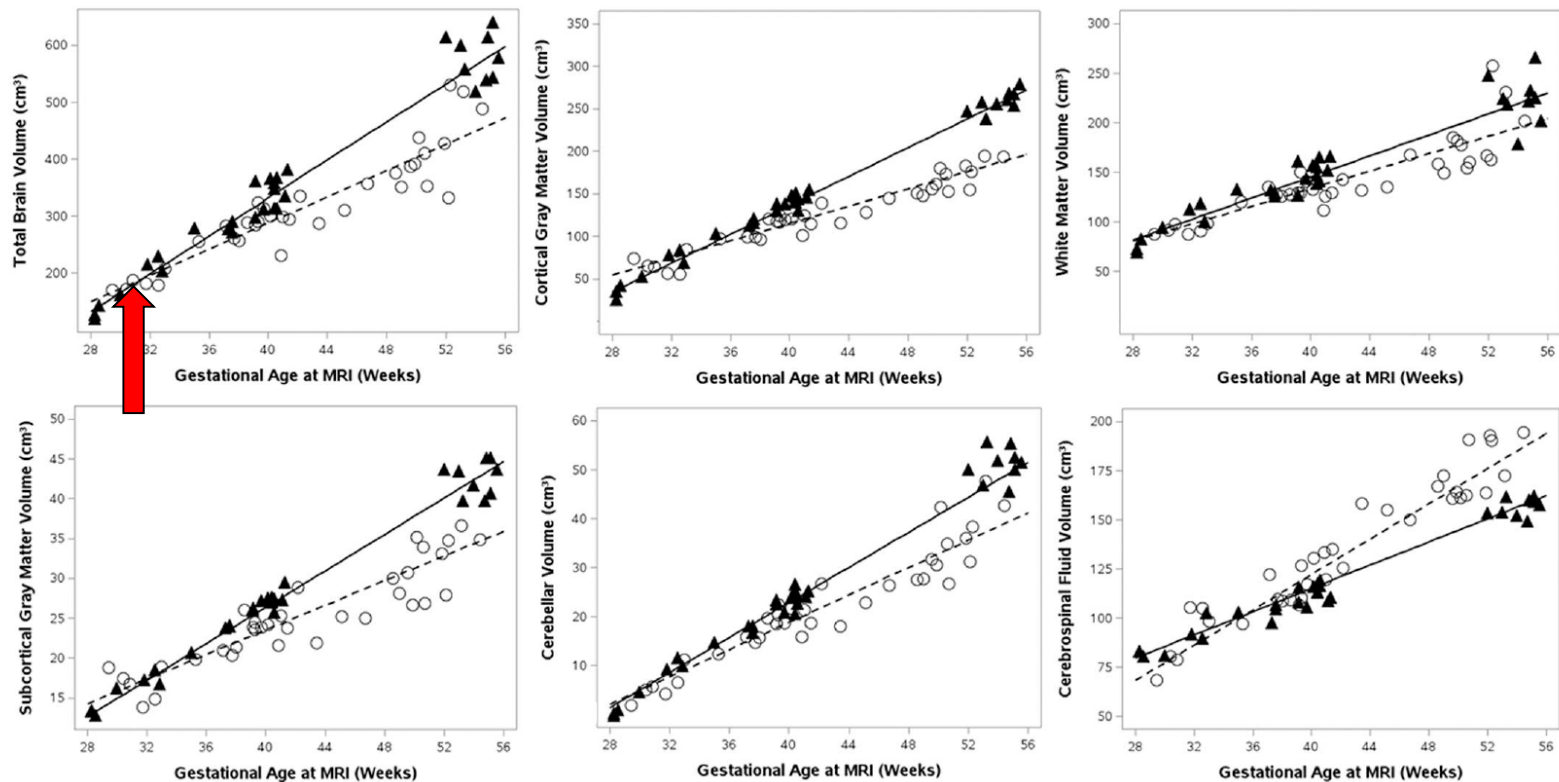 Total Brain Volume (cm³)
600
400
200
28 32 36 40 44 48 52 56
Gestational Age at MRI (Weeks)
Cortical Gray Matter Volume (cm³)
350
300
250
200
150
100
50
28 32 36 40 44 48 52 56
Gestational Age at MRI (Weeks)
White Matter Volume (cm³)
300
250
200
150
100
50
28 32 36 40 44 48 52 56
Gestational Age at MRI (Weeks)
Subcortical Gray Matter Volume (cm³)
50
45
40
35
30
25
20
15
28 32 36 40 44 48 52 56
Gestational Age at MRI (Weeks)
Cerebellar Volume (cm³)
60
50
40
30
20
10
28 32 36 40 44 48 52 56
Gestational Age at MRI (Weeks)
Cerebrospinal Fluid Volume (cm³)
200
175
150
125
100
75
50
28 32 36 40 44 48 52 56
Gestational Age at MRI (Weeks)